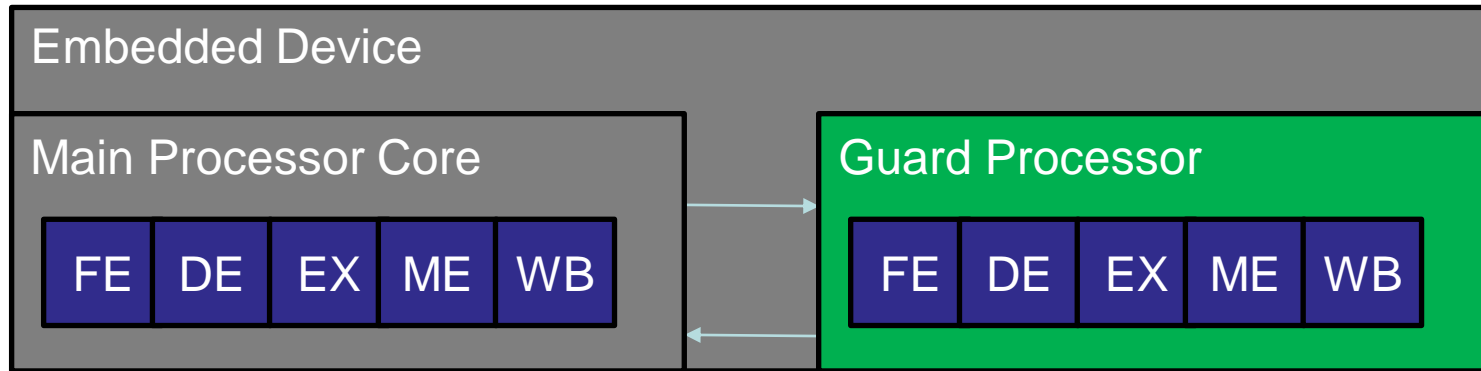 Embedded Device
Main Processor Core
FE DE EX ME WB
Guard Processor
FE DE EX ME WB